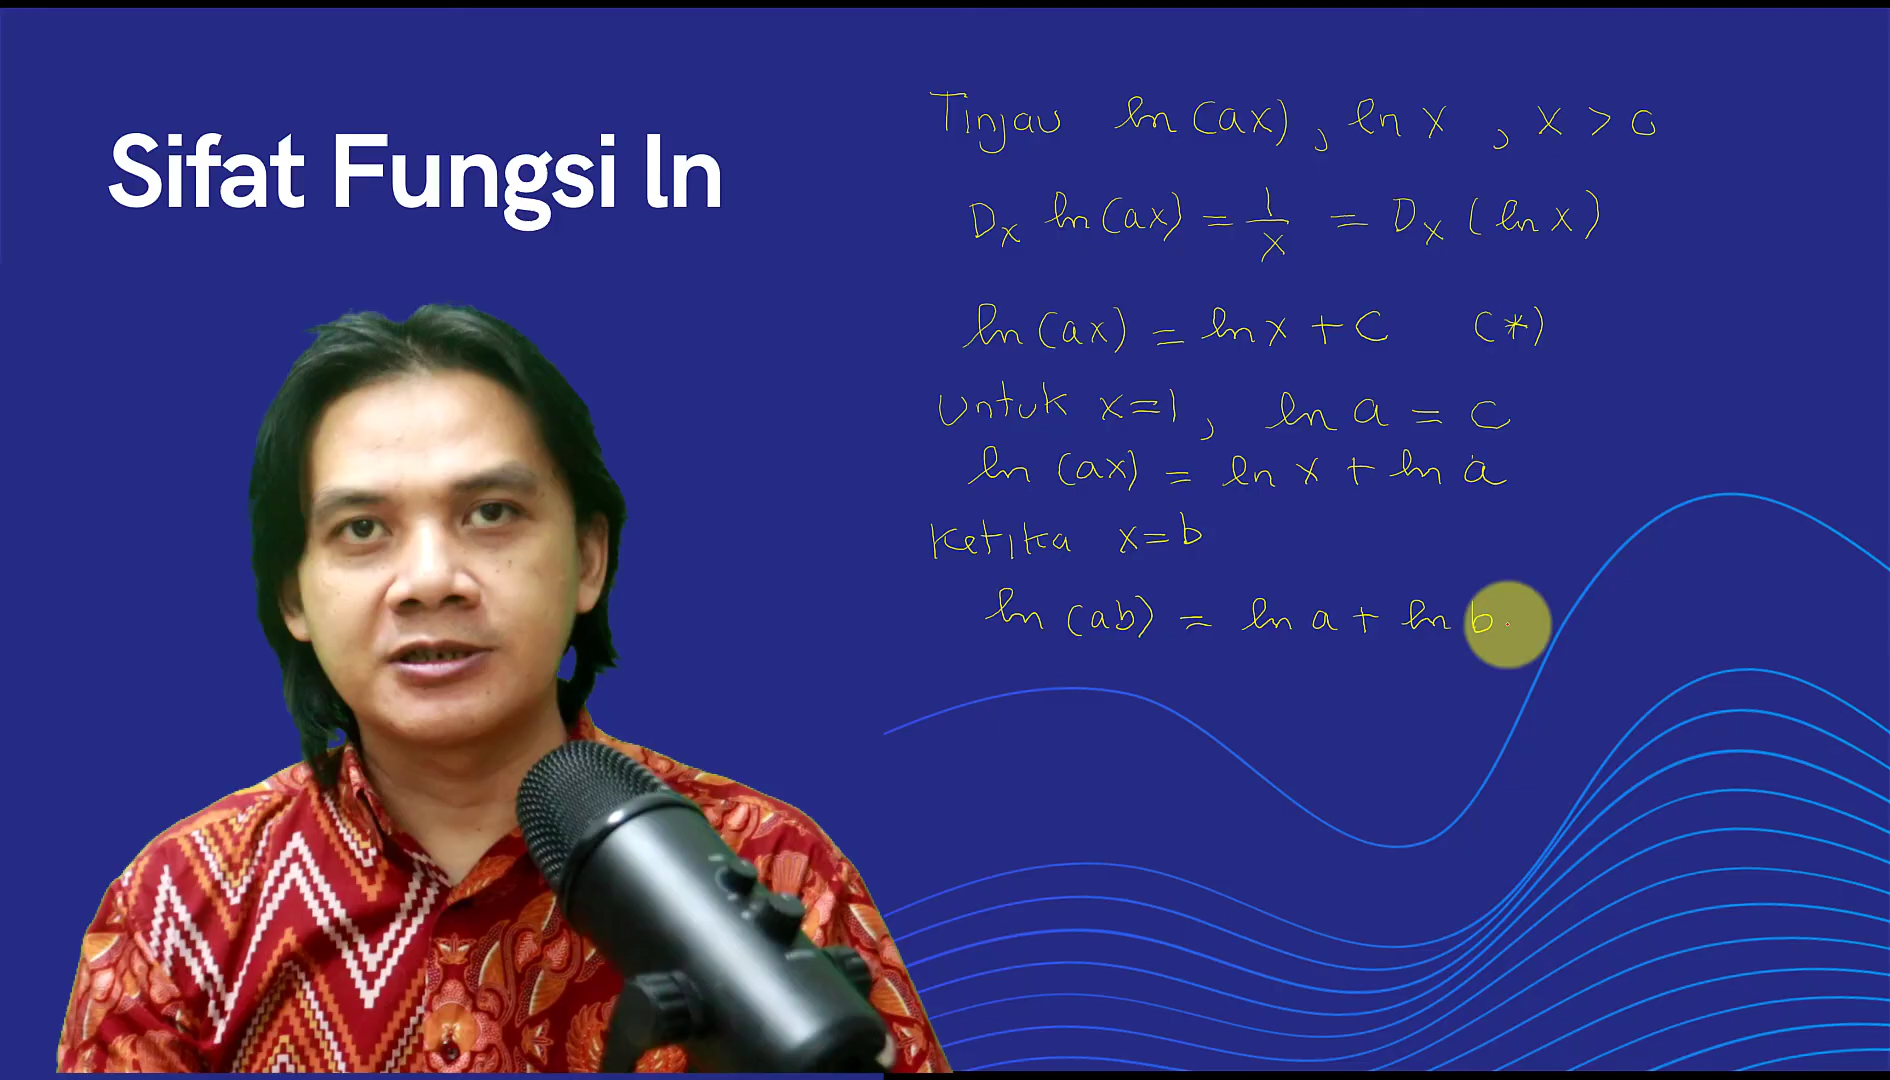 Sifat Fungsi ln
Tinjau ln (ax), ln x, x > 0
Dx ln (ax) = 1/x = Dx (ln x)
ln (ax) = ln x + C (*)
Untuk x=1, ln a = C
ln (ax) = ln x + ln a
Ketika x=b
ln (ab) = ln a + ln b.